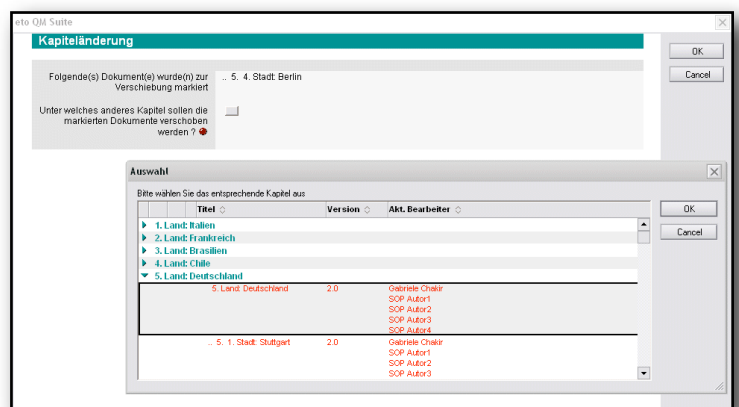 eto QM Suite
Kapiteländerung
OK
Cancel
Folgende(s) Dokument(e) wurde(n) zur
Verschiebung markiert
.. 5. 4. Stadt: Berlin
Unter welches anderes Kapitel sollen die
markierten Dokumente verschoben
werden ?
Auswahl
Bitte wählen Sie das entsprechende Kapitel aus
Titel Version Akt. Bearbeiter
OK
Cancel
1. Land: Italien
2. Land: Frankreich
3. Land: Brasilien
4. Land: Chile
5. Land: Deutschland
5. Land: Deutschland 2.0 Gabriele Chakir
SOP Autor1
SOP Autor2
SOP Autor3
SOP Autor4
.. 5. 1. Stadt: Stuttgart 2.0 Gabriele Chakir
SOP Autor1
SOP Autor2
SOP Autor3